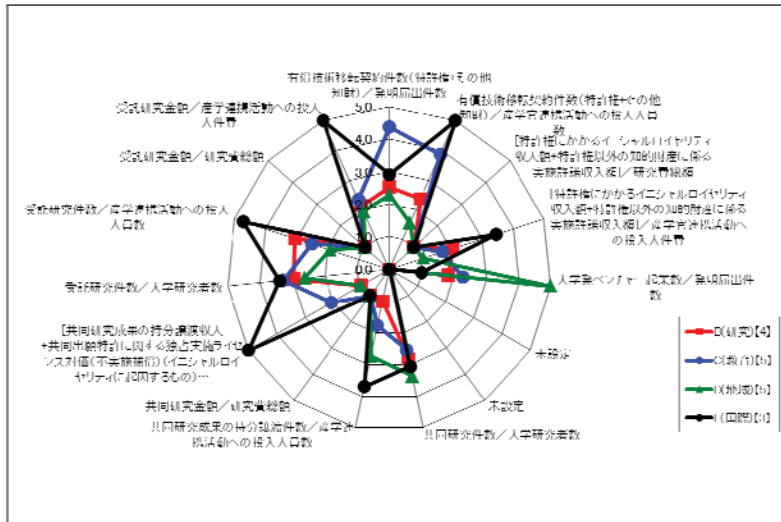 有償技術移転契約件数(特許権+その他
知財)／発明届出件数
有償技術移転契約件数(特許権+その他
知財)／産学官連携活動への投入人員
数
[特許権にかかるイニシャルロイヤリティ
収入額+特許権以外の知的財産に係る
実施許諾収入額]／研究費総額
[特許権にかかるイニシャルロイヤリティ
収入額+特許権以外の知的財産に係る
実施許諾収入額]／産学官連携活動へ
の投入人件費
大学発ベンチャー起業数／発明届出件
数
未設定
未設定
共同研究件数／大学研究者数
共同研究成果の持分譲渡件数／産学連
携活動への投入人員数
共同研究金額／研究費総額
[共同研究成果の持分譲渡収入
+共同出願特許に関する独占実施ライセ
ンス対価(不実施補償)(イニシャルロイ
ヤリティに起因するもの)…
受託研究件数／大学研究者数
受託研究件数／産学連携活動への投入
人員数
受託研究金額／研究費総額
受託研究金額／産学連携活動への投入
人件費
5.0
4.0
3.0
2.0
1.0
0.0
B(研究)[4]
C(教育)[5]
D(地域)[5]
E(国際)[3]